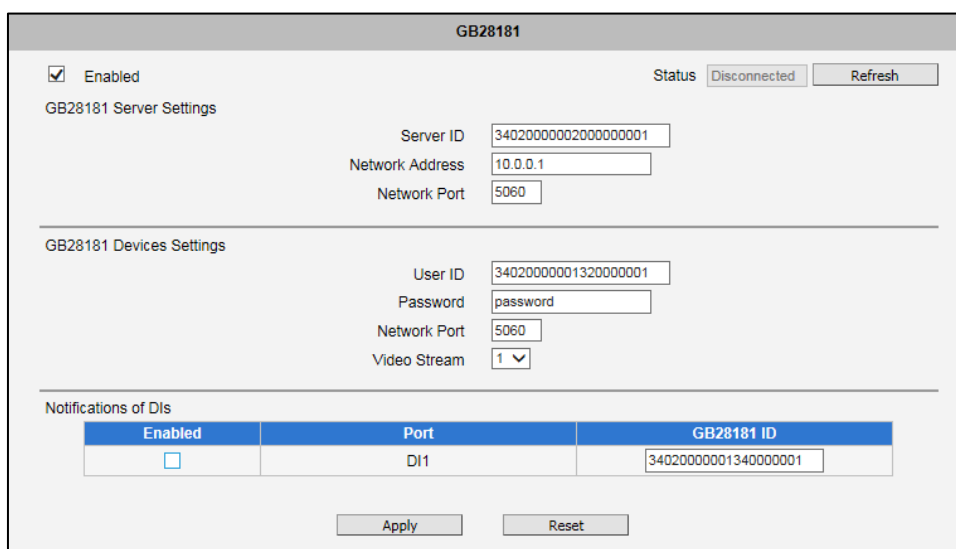 GB28181
Enabled Status Disconnected Refresh
GB28181 Server Settings
Server ID 34020000002000000001
Network Address 10.0.0.1
Network Port 5060
GB28181 Devices Settings
User ID 34020000001320000001
Password password
Network Port 5060
Video Stream 1
Notifications of DIs
Enabled Port GB28181 ID
DI1 34020000001340000001
Apply Reset